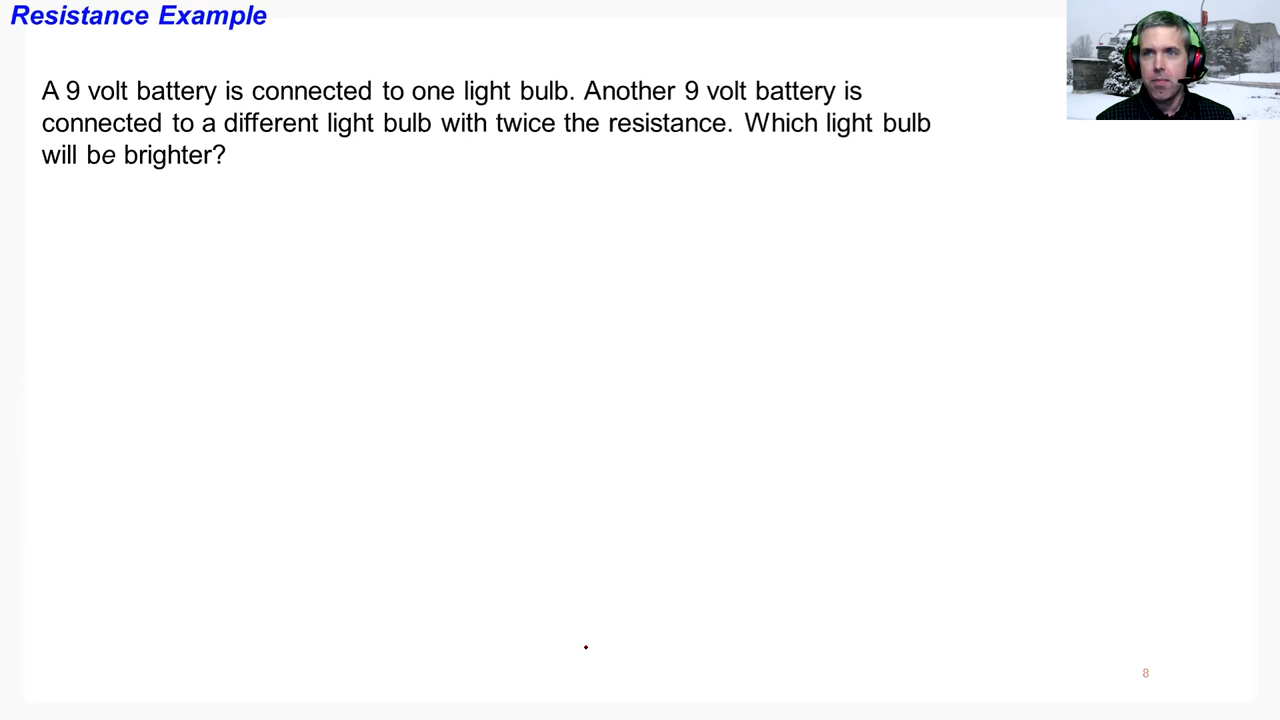 Resistance Example
A 9 volt battery is connected to one light bulb. Another 9 volt battery is
connected to a different light bulb with twice the resistance. Which light bulb
will be brighter?
8